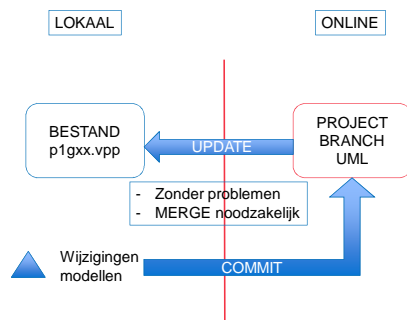 LOKAAL
ONLINE
BESTAND
p1gxx.vpp
UPDATE
PROJECT
BRANCH
UML
- Zonder problemen
- MERGE noodzakelijk
Wijzigingen
modellen
COMMIT